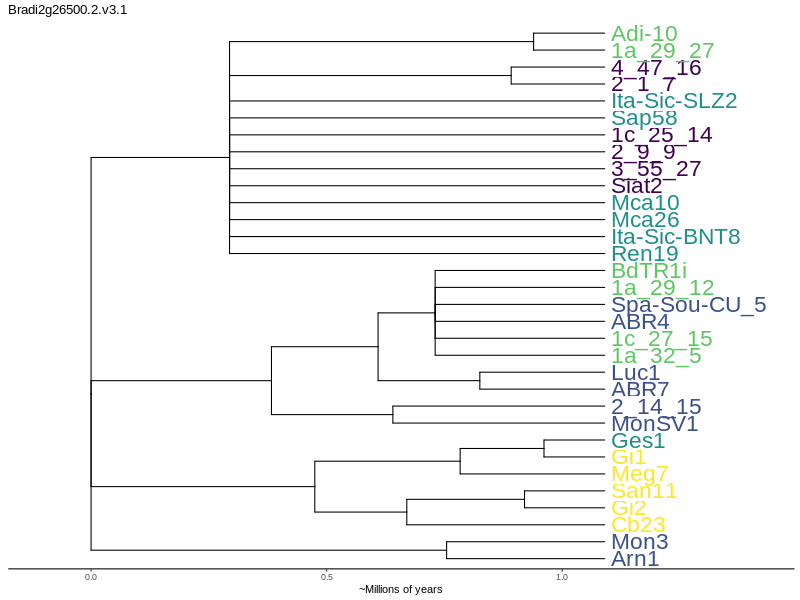 Bradi2g26500.2.v3.1
Adi-10
1a_29_27
4_47_16
2_1_7
Ita-Sic-SLZ2
Sap58
1c_25_14
2_9_9
3_55_27
Siat2
Mca10
Mca26
Ita-Sic-BNT8
Ren19
BdTR1i
1a_29_12
Spa-Sou-CU_5
ABR4
1c_27_15
1a_32_5
Luc1
ABR7
2_14_15
MonSV1
Ges1
Gi1
Meg7
San11
Gi2
Cb23
Mon3
Arn1
0.0 0.5 1.0
~Millions of years